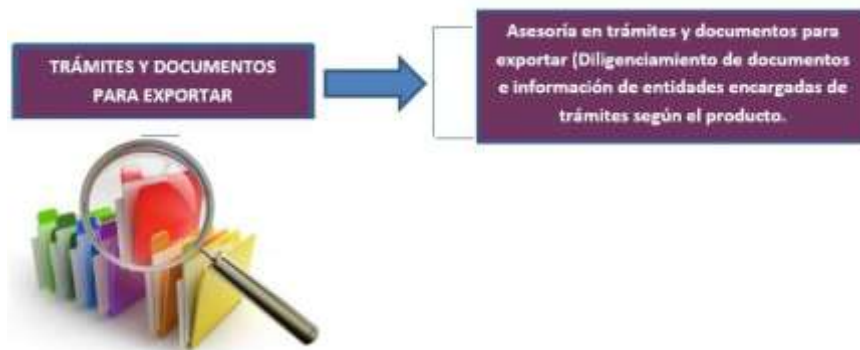 TRÁMITES Y DOCUMENTOS
PARA EXPORTAR
Asesoría en trámites y documentos para
exportar (Diligenciamiento de documentos
e información de entidades encargadas de
trámites según el producto.